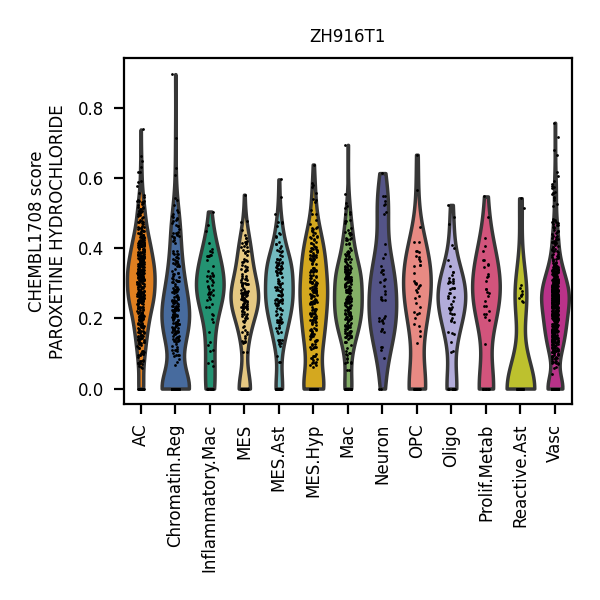 ZH916T1
CHEMBL1708 score
PAROXETINE HYDROCHLORIDE
0.8
0.6
0.4
0.2
0.0
AC
Chromatin.Reg
Inflammatory.Mac
MES
MES.Ast
MES.Hyp
Mac
Neuron
OPC
Oligo
Prolif.Metab
Reactive.Ast
Vasc